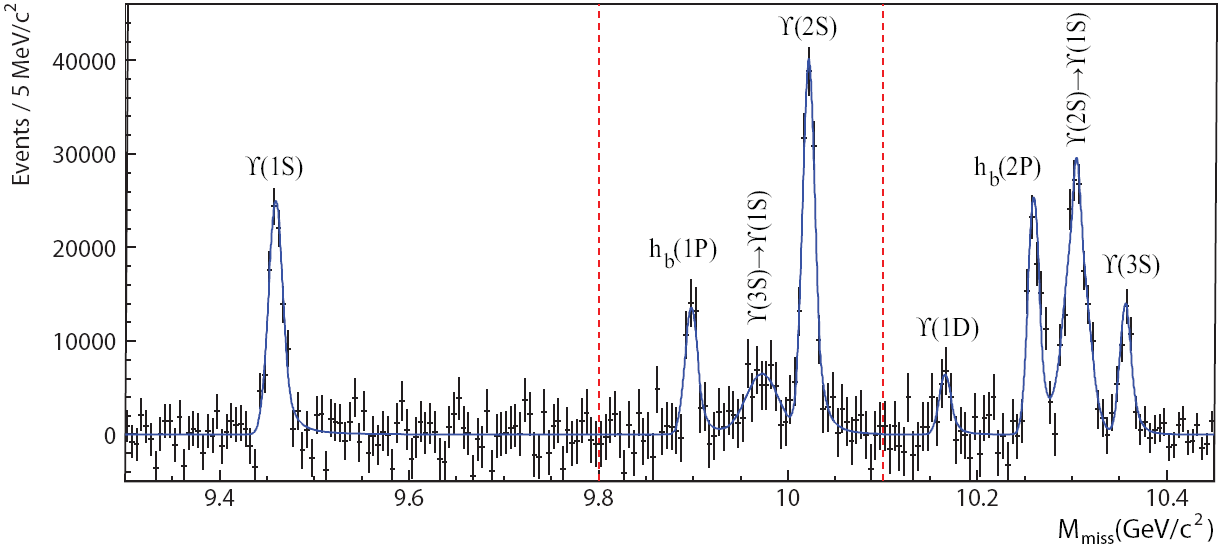 Events / 5 MeV/c²
40000
30000
20000
10000
0
ϒ(1S)
h_b(1P)
ϒ(3S)→ϒ(1S)
ϒ(2S)
ϒ(1D)
h_b(2P)
ϒ(2S)→ϒ(1S)
ϒ(3S)
9.4
9.6
9.8
10
10.2
10.4
M_miss(GeV/c²)